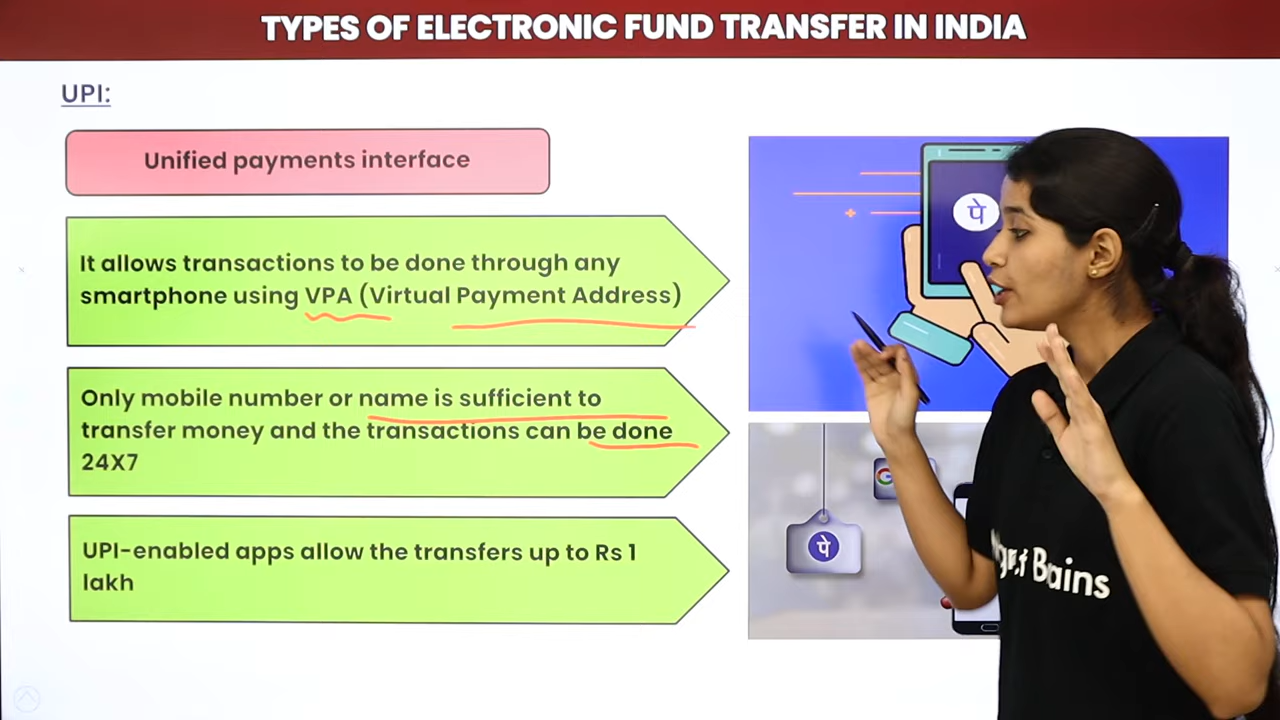 TYPES OF ELECTRONIC FUND TRANSFER IN INDIA
UPI:
Unified payments interface
It allows transactions to be done through any
smartphone using VPA (Virtual Payment Address)
Only mobile number or name is sufficient to
transfer money and the transactions can be done
24X7
UPI-enabled apps allow the transfers up to Rs 1
lakh
पे
G
पे
Brains